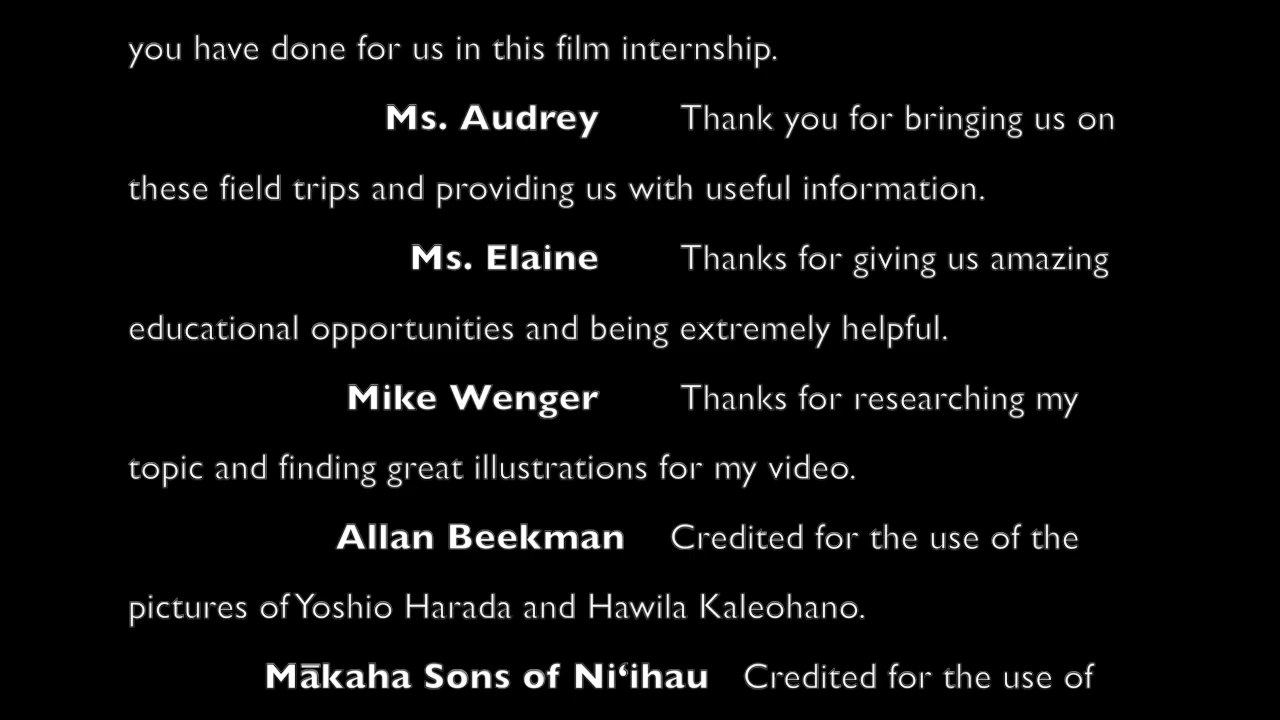 you have done for us in this film internship.
Ms. Audrey Thank you for bringing us on
these field trips and providing us with useful information.
Ms. Elaine Thanks for giving us amazing
educational opportunities and being extremely helpful.
Mike Wenger Thanks for researching my
topic and finding great illustrations for my video.
Allan Beekman Credited for the use of the
pictures of Yoshio Harada and Hawila Kaleohano.
Mākaha Sons of Niʻihau Credited for the use of